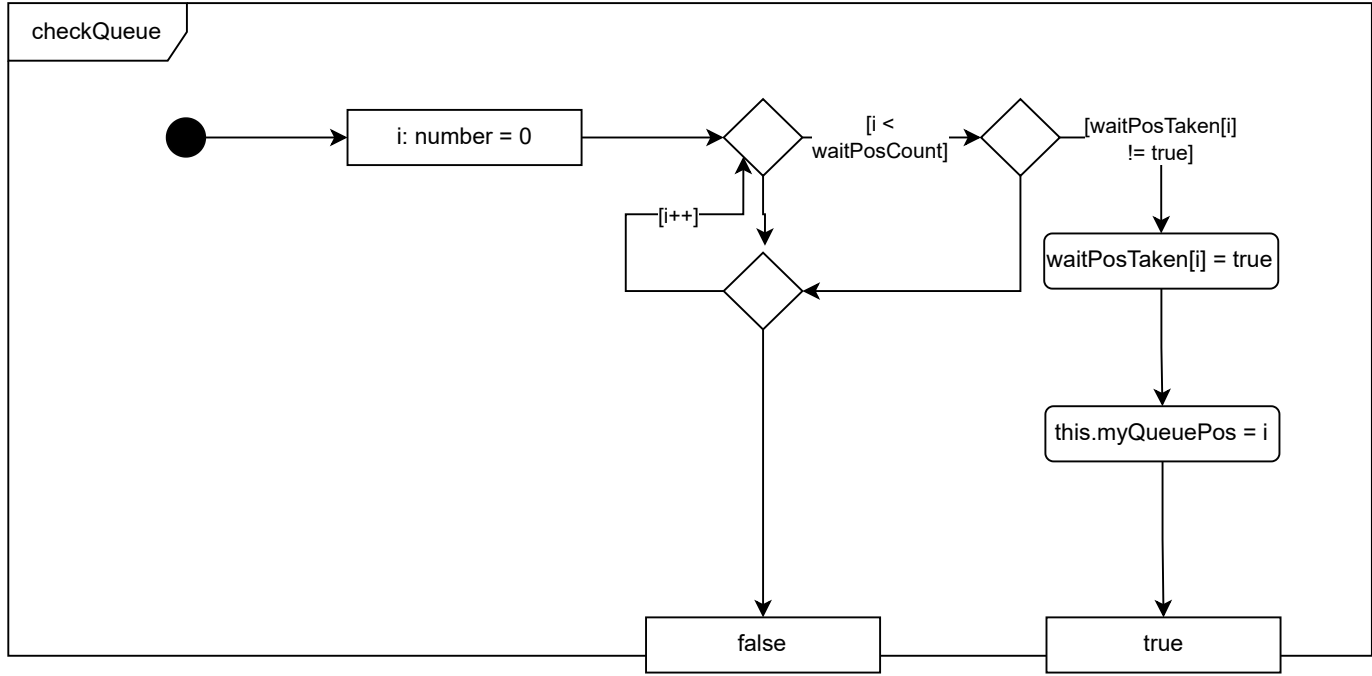 checkQueue
i: number = 0
[i <
waitPosCount]
[waitPosTaken[i]
!= true]
[i++]
waitPosTaken[i] = true
this.myQueuePos = i
false
true